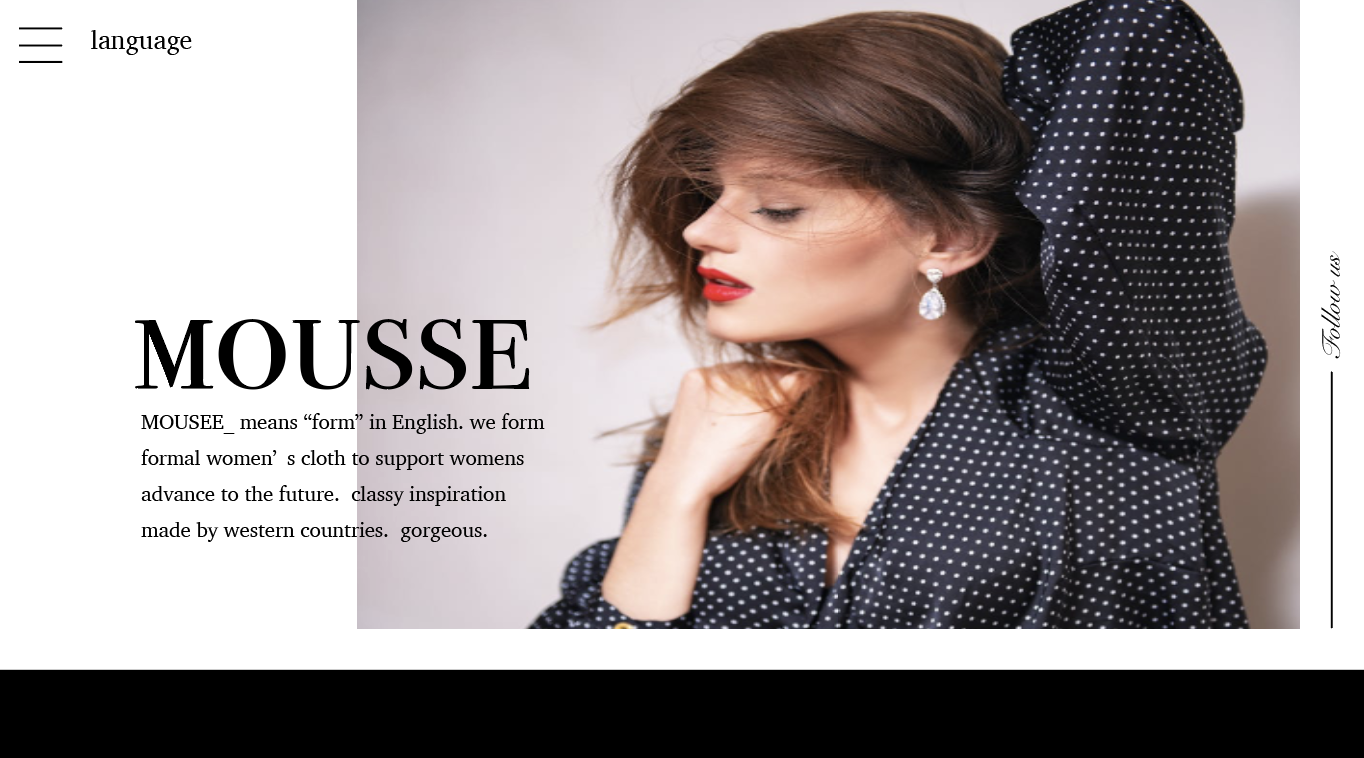 language
MOUSSE
MOUSEE_ means “form” in English. we form
formal women’ s cloth to support womens
advance to the future.  classy inspiration
made by western countries.  gorgeous.
Follow us